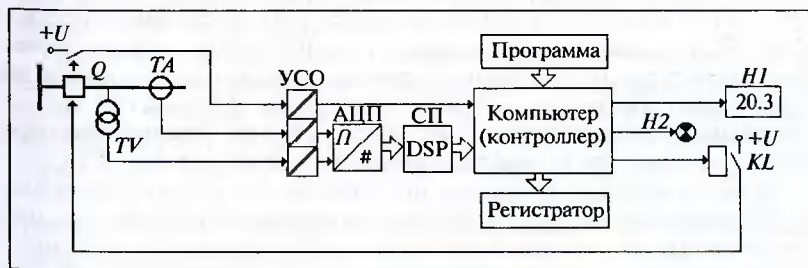 +U
Q
TA
TV
УСО
АЦП
П
#
СП
DSP
Программа
Компьютер
(контроллер)
Регистратор
H1
20.3
H2
+U
KL